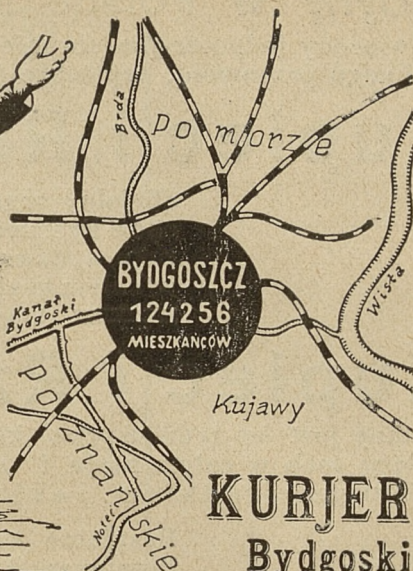 Brda
Pomorze
BYDGOSZCZ
124256
MIESZKAŃCÓW
Kanał
Bydgoski
Wisła
Poznańskie
Kujawy
Noteć
KURJER
Bydgoski